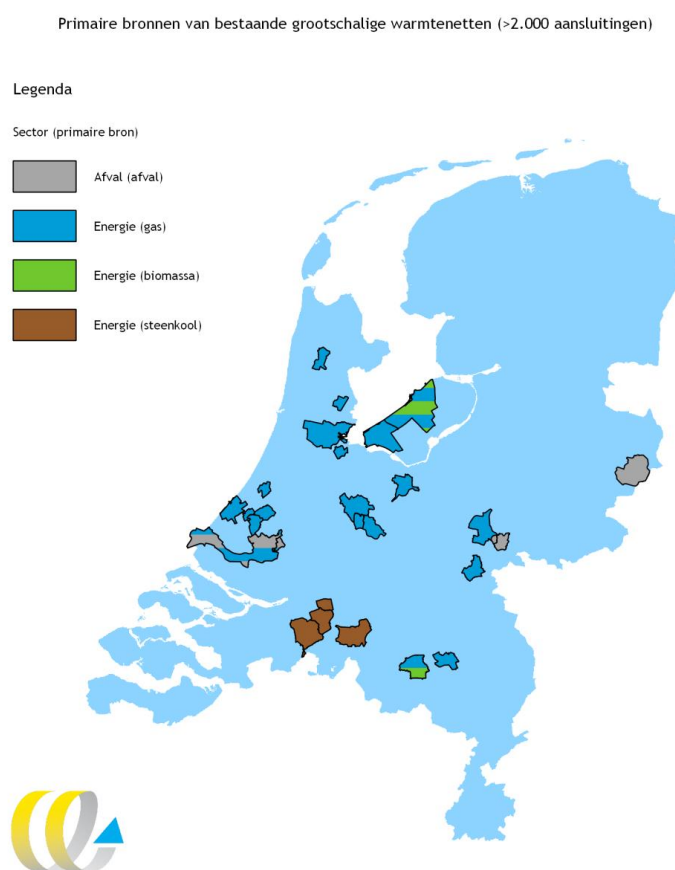 Primaire bronnen van bestaande grootschalige warmtenetten (>2.000 aansluitingen)
Legenda
Sector (primaire bron)
Afval (afval)
Energie (gas)
Energie (biomassa)
Energie (steenkool)